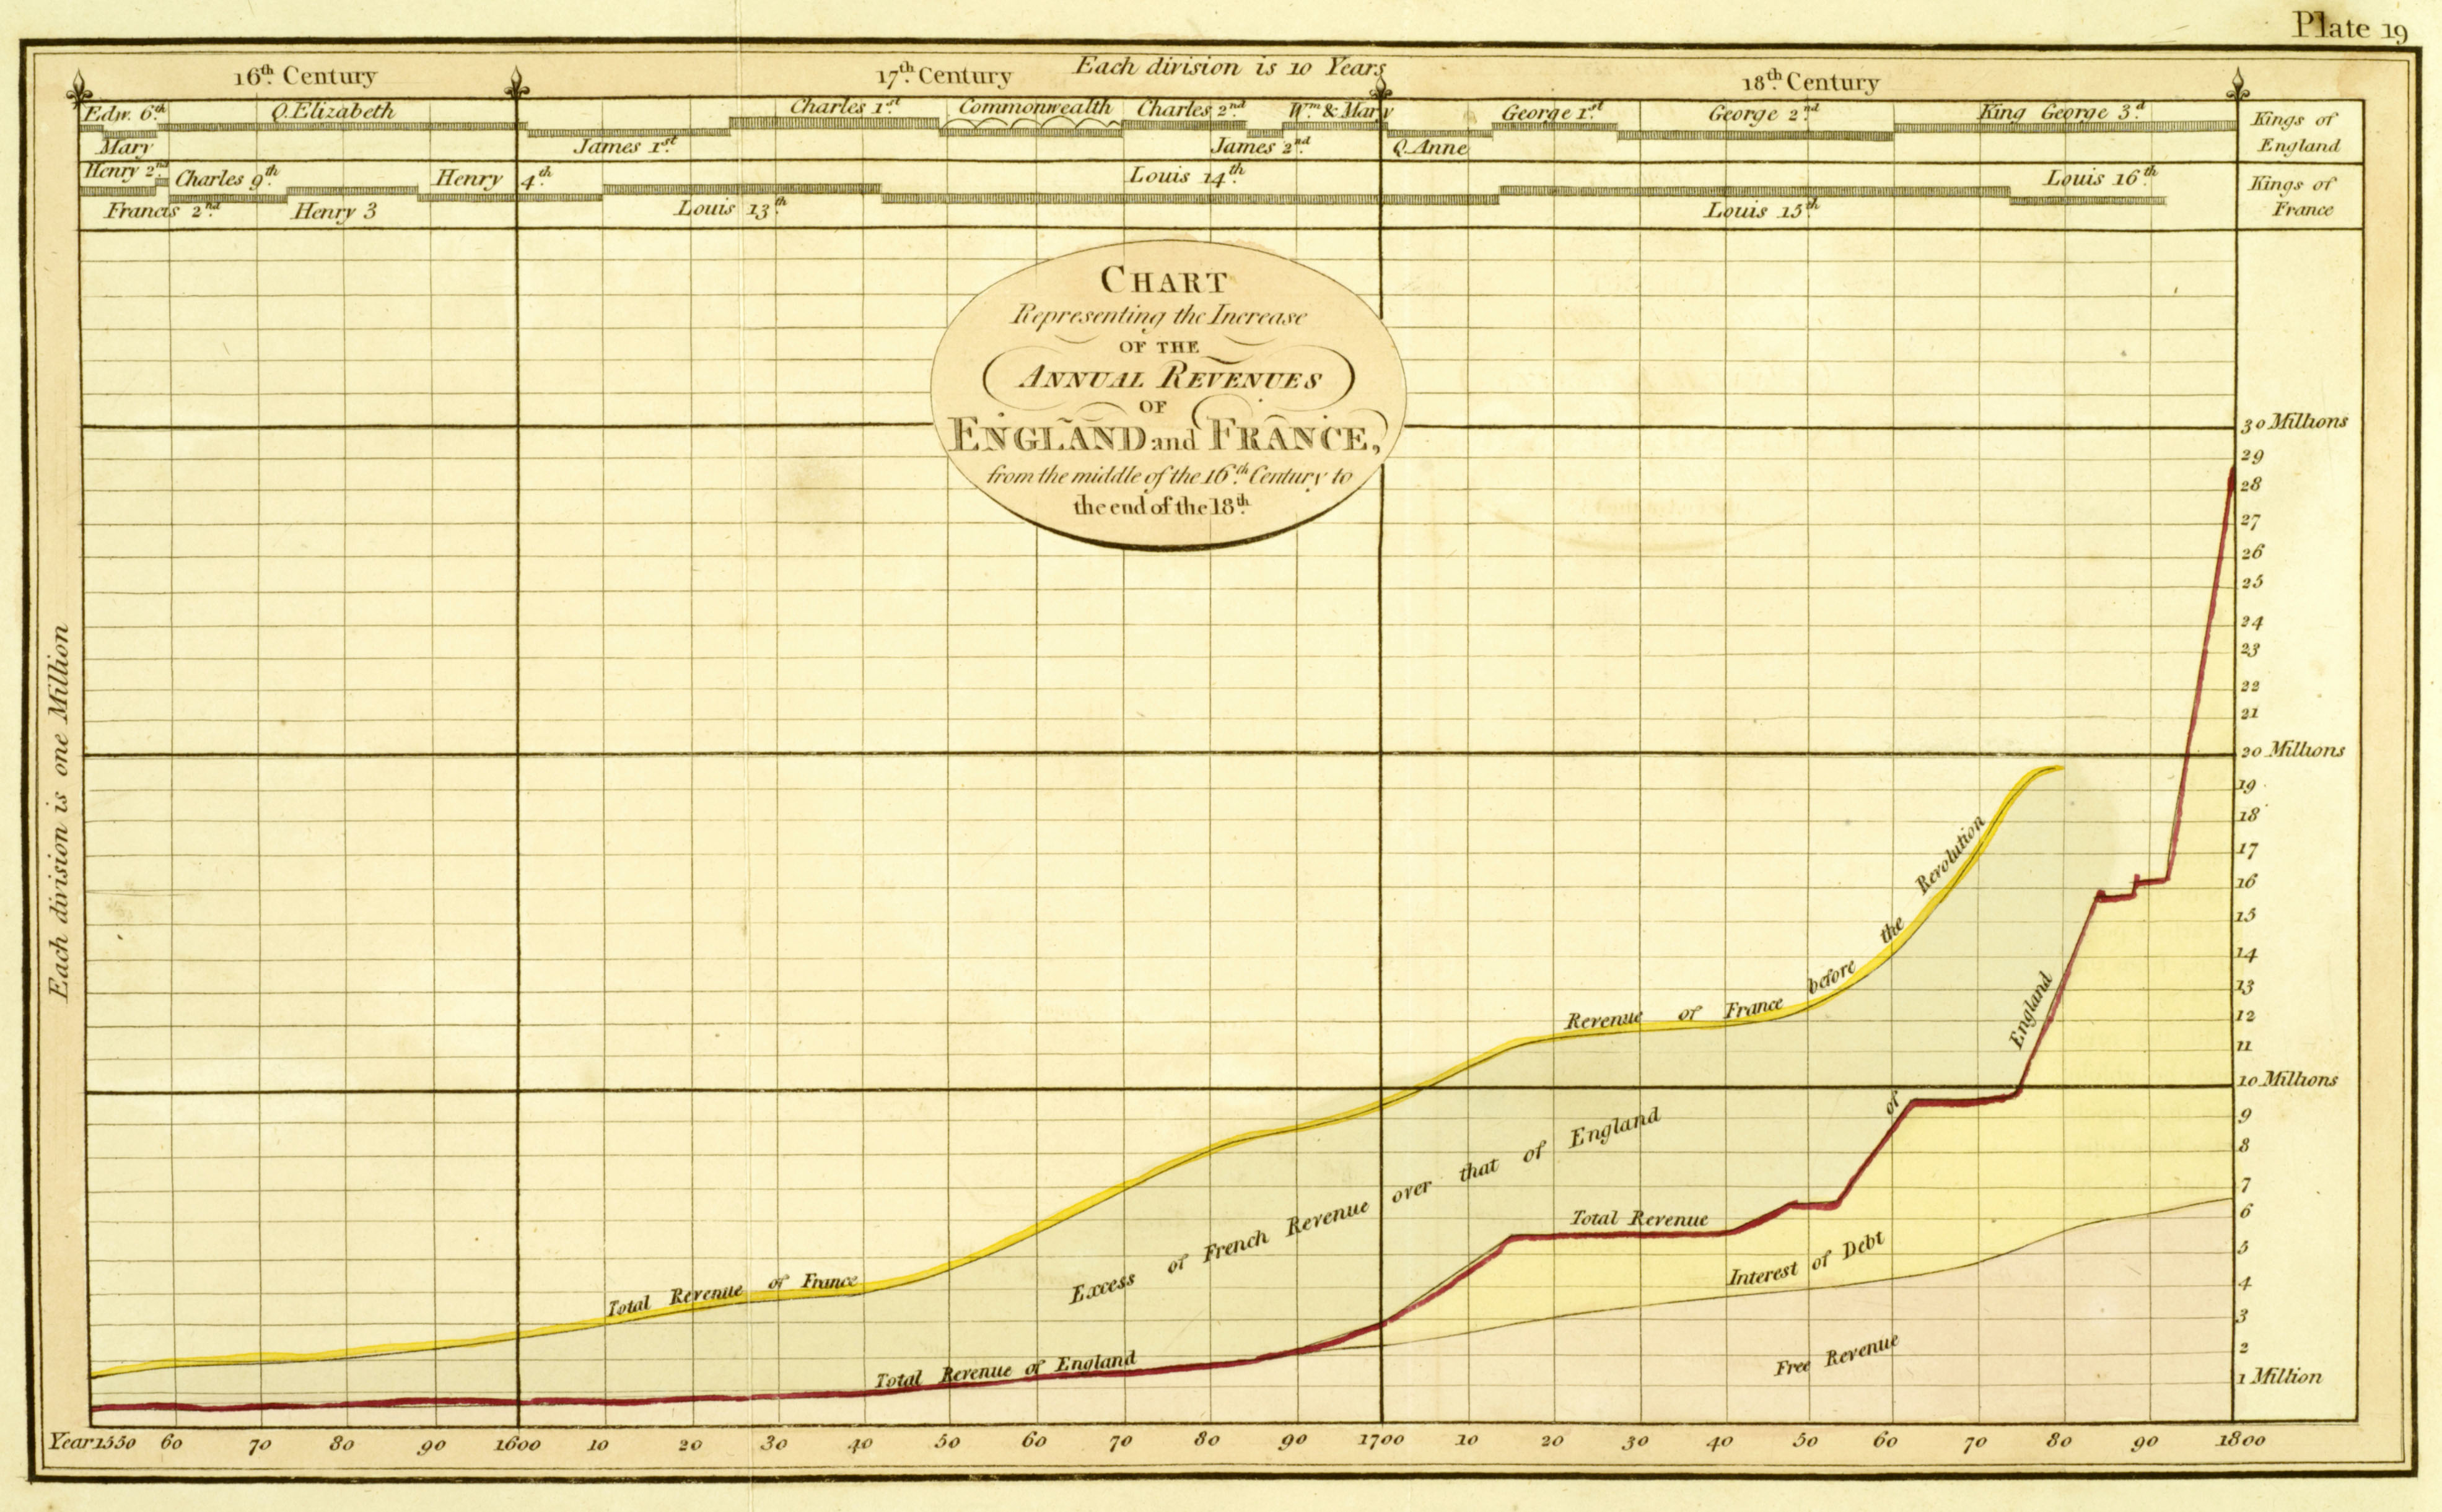 Plate 19
16th Century
17th Century
Each division is 10 Years
18th Century
Edw. 6th
Q. Elizabeth
Charles 1st
Commonwealth
Charles 2nd
Wm & Mary
George 1st
George 2nd
King George 3d
Kings of
England
Mary
James 1st
James 2nd
Q. Anne
Henry 2nd
Charles 9th
Henry 4th
Louis 14th
Louis 16th
Kings of
France
Francis 2nd
Henry 3
Louis 13th
Louis 15th
CHART
Representing the Increase
OF THE
ANNUAL REVENUES
OF
ENGLAND and FRANCE,
from the middle of the 16th Century to
the end of the 18th
Each division is one Million
30 Millions
29
28
27
26
25
24
23
22
21
20 Millions
19
18
17
16
15
14
13
12
11
10 Millions
9
8
7
6
5
4
3
2
1 Million
Revenue of France before the Revolution
Total Revenue of France
Excess of French Revenue over that of England
Total Revenue of England
Total Revenue of England
Interest of Debt
Free Revenue
Year 1550 60 70 80 90 1600 10 20 30 40 50 60 70 80 90 1700 10 20 30 40 50 60 70 80 90 1800